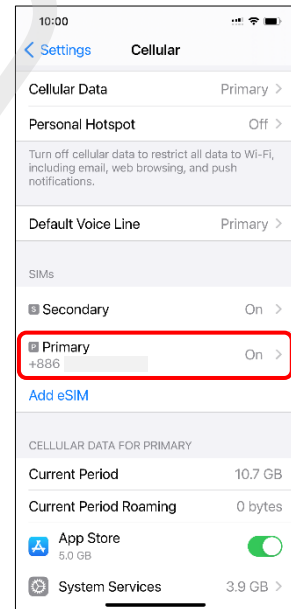 10:00
Settings
Cellular
Cellular Data Primary
Personal Hotspot Off
Turn off cellular data to restrict all data to Wi-Fi,
including email, web browsing, and push
notifications.
Default Voice Line Primary
SIMs
S Secondary On
P Primary On
+886
Add eSIM
CELLULAR DATA FOR PRIMARY
Current Period 10.7 GB
Current Period Roaming 0 bytes
App Store
5.0 GB
System Services 3.9 GB